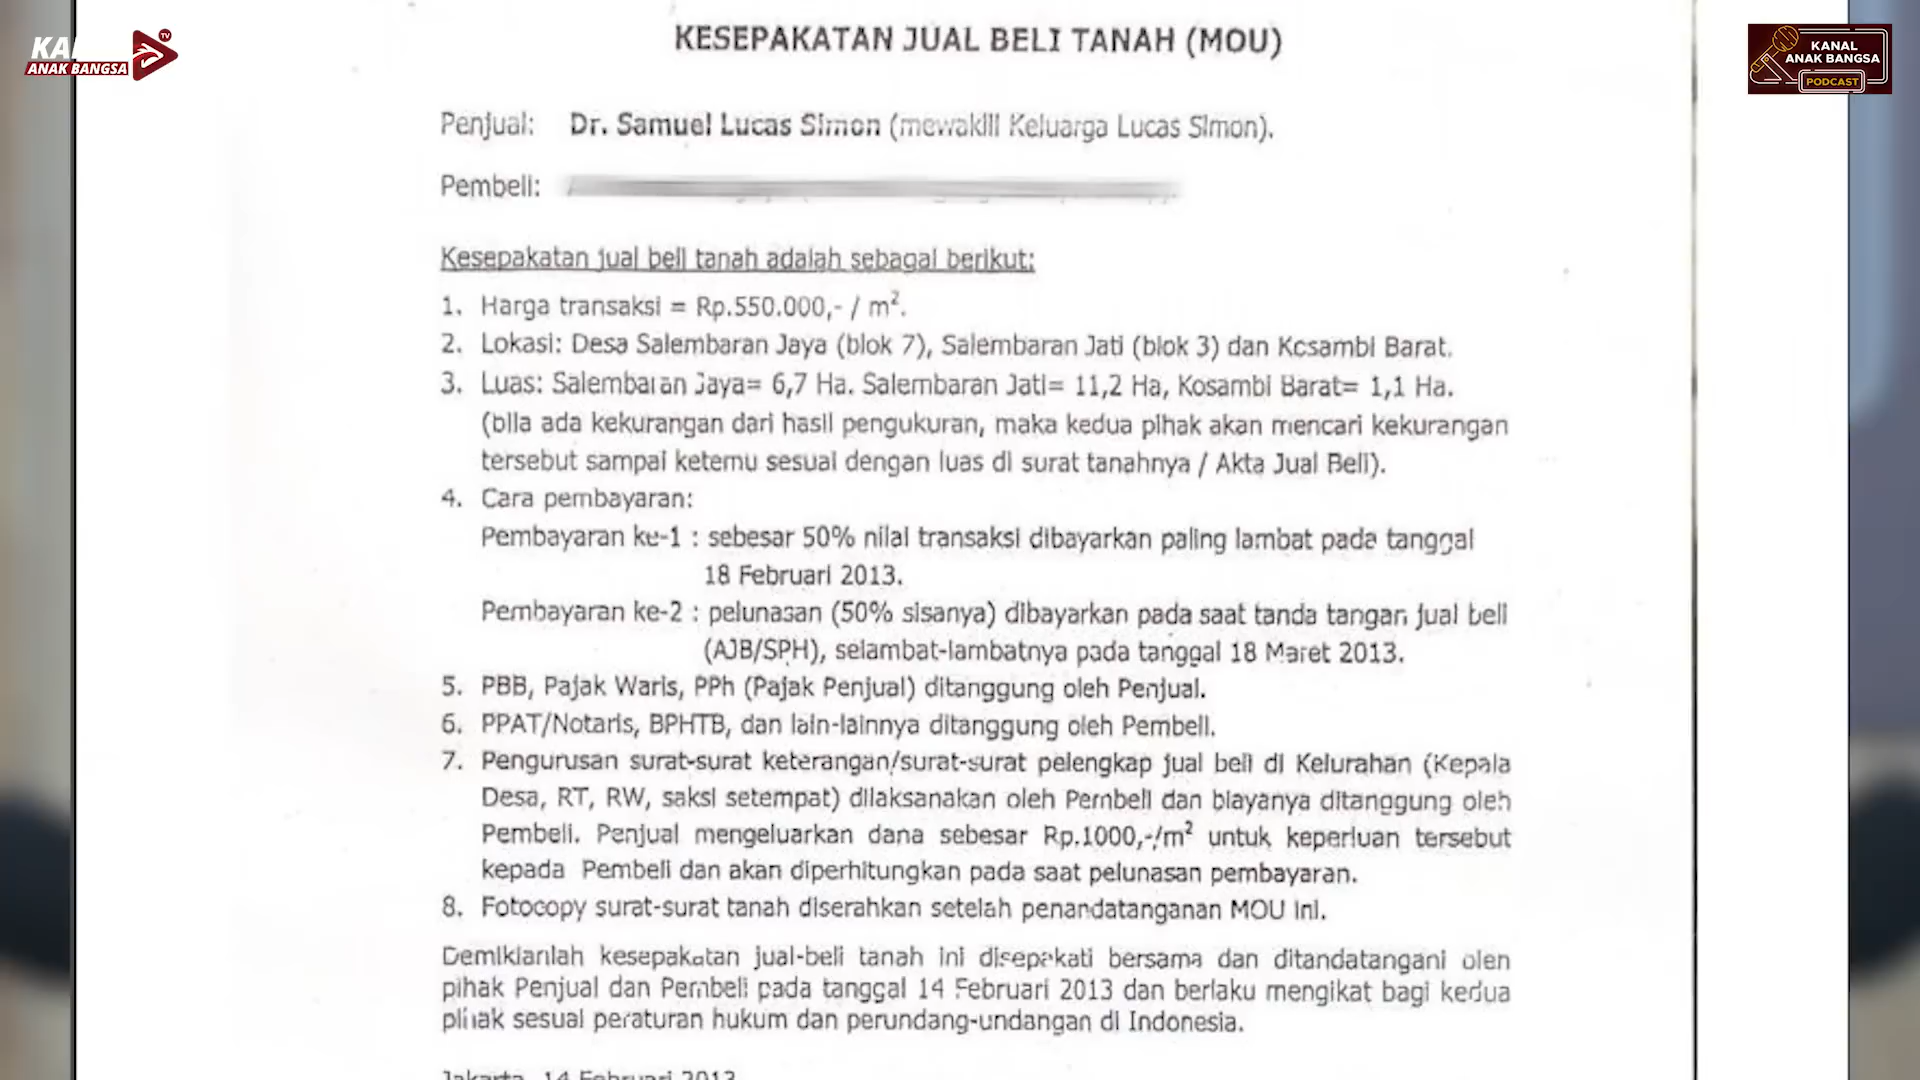 KESEPAKATAN JUAL BELI TANAH (MOU)
KA
TV
ANAK BANGSA
KANAL
ANAK BANGSA
PODCAST
Penjual: Dr. Samuel Lucas Simon (mewakili Keluarga Lucas Simon).
Pembeli:
Kesepakatan jual beli tanah adalah sebagai berikut:
1. Harga transaksi = Rp.550.000,- / m².
2. Lokasi: Desa Salembaran Jaya (blok 7), Salembaran Jati (blok 3) dan Kosambi Barat.
3. Luas: Salembaran Jaya= 6,7 Ha. Salembaran Jati= 11,2 Ha, Kosambi Barat= 1,1 Ha.
(bila ada kekurangan dari hasil pengukuran, maka kedua pihak akan mencari kekurangan
tersebut sampai ketemu sesuai dengan luas di surat tanahnya / Akta Jual Beli).
4. Cara pembayaran:
Pembayaran ke-1 : sebesar 50% nilai transaksi dibayarkan paling lambat pada tanggal
18 Februari 2013.
Pembayaran ke-2 : pelunasan (50% sisanya) dibayarkan pada saat tanda tangan jual beli
(AJB/SPH), selambat-lambatnya pada tanggal 18 Maret 2013.
5. PBB, Pajak Waris, PPh (Pajak Penjual) ditanggung oleh Penjual.
6. PPAT/Notaris, BPHTB, dan lain-lainnya ditanggung oleh Pembeli.
7. Pengurusan surat-surat keterangan/surat-surat pelengkap jual beli di Kelurahan (Kepala
Desa, RT, RW, saksi setempat) dilaksanakan oleh Pembeli dan biayanya ditanggung oleh
Pembeli. Penjual mengeluarkan dana sebesar Rp.1000,-/m² untuk keperluan tersebut
kepada Pembeli dan akan diperhitungkan pada saat pelunasan pembayaran.
8. Fotocopy surat-surat tanah diserahkan setelah penandatanganan MOU ini.
Demikianlah kesepakatan jual-beli tanah ini disepakati bersama dan ditandatangani oleh
pihak Penjual dan Pembeli pada tanggal 14 Februari 2013 dan berlaku mengikat bagi kedua
pihak sesuai peraturan hukum dan perundang-undangan di Indonesia.
Jakarta, 14 Februari 2013